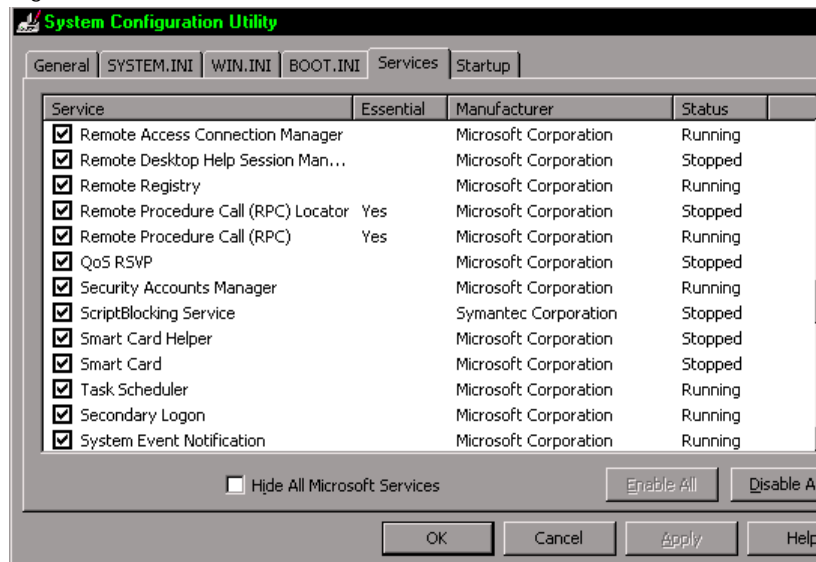 System Configuration Utility
General SYSTEM.INI WIN.INI BOOT.INI Services Startup
Service Essential Manufacturer Status
Remote Access Connection Manager Microsoft Corporation Running
Remote Desktop Help Session Man... Microsoft Corporation Stopped
Remote Registry Microsoft Corporation Running
Remote Procedure Call (RPC) Locator Yes Microsoft Corporation Stopped
Remote Procedure Call (RPC) Yes Microsoft Corporation Running
QoS RSVP Microsoft Corporation Stopped
Security Accounts Manager Microsoft Corporation Running
ScriptBlocking Service Symantec Corporation Stopped
Smart Card Helper Microsoft Corporation Stopped
Smart Card Microsoft Corporation Stopped
Task Scheduler Microsoft Corporation Running
Secondary Logon Microsoft Corporation Running
System Event Notification Microsoft Corporation Running
Hide All Microsoft Services Enable All Disable A
OK Cancel Apply Help